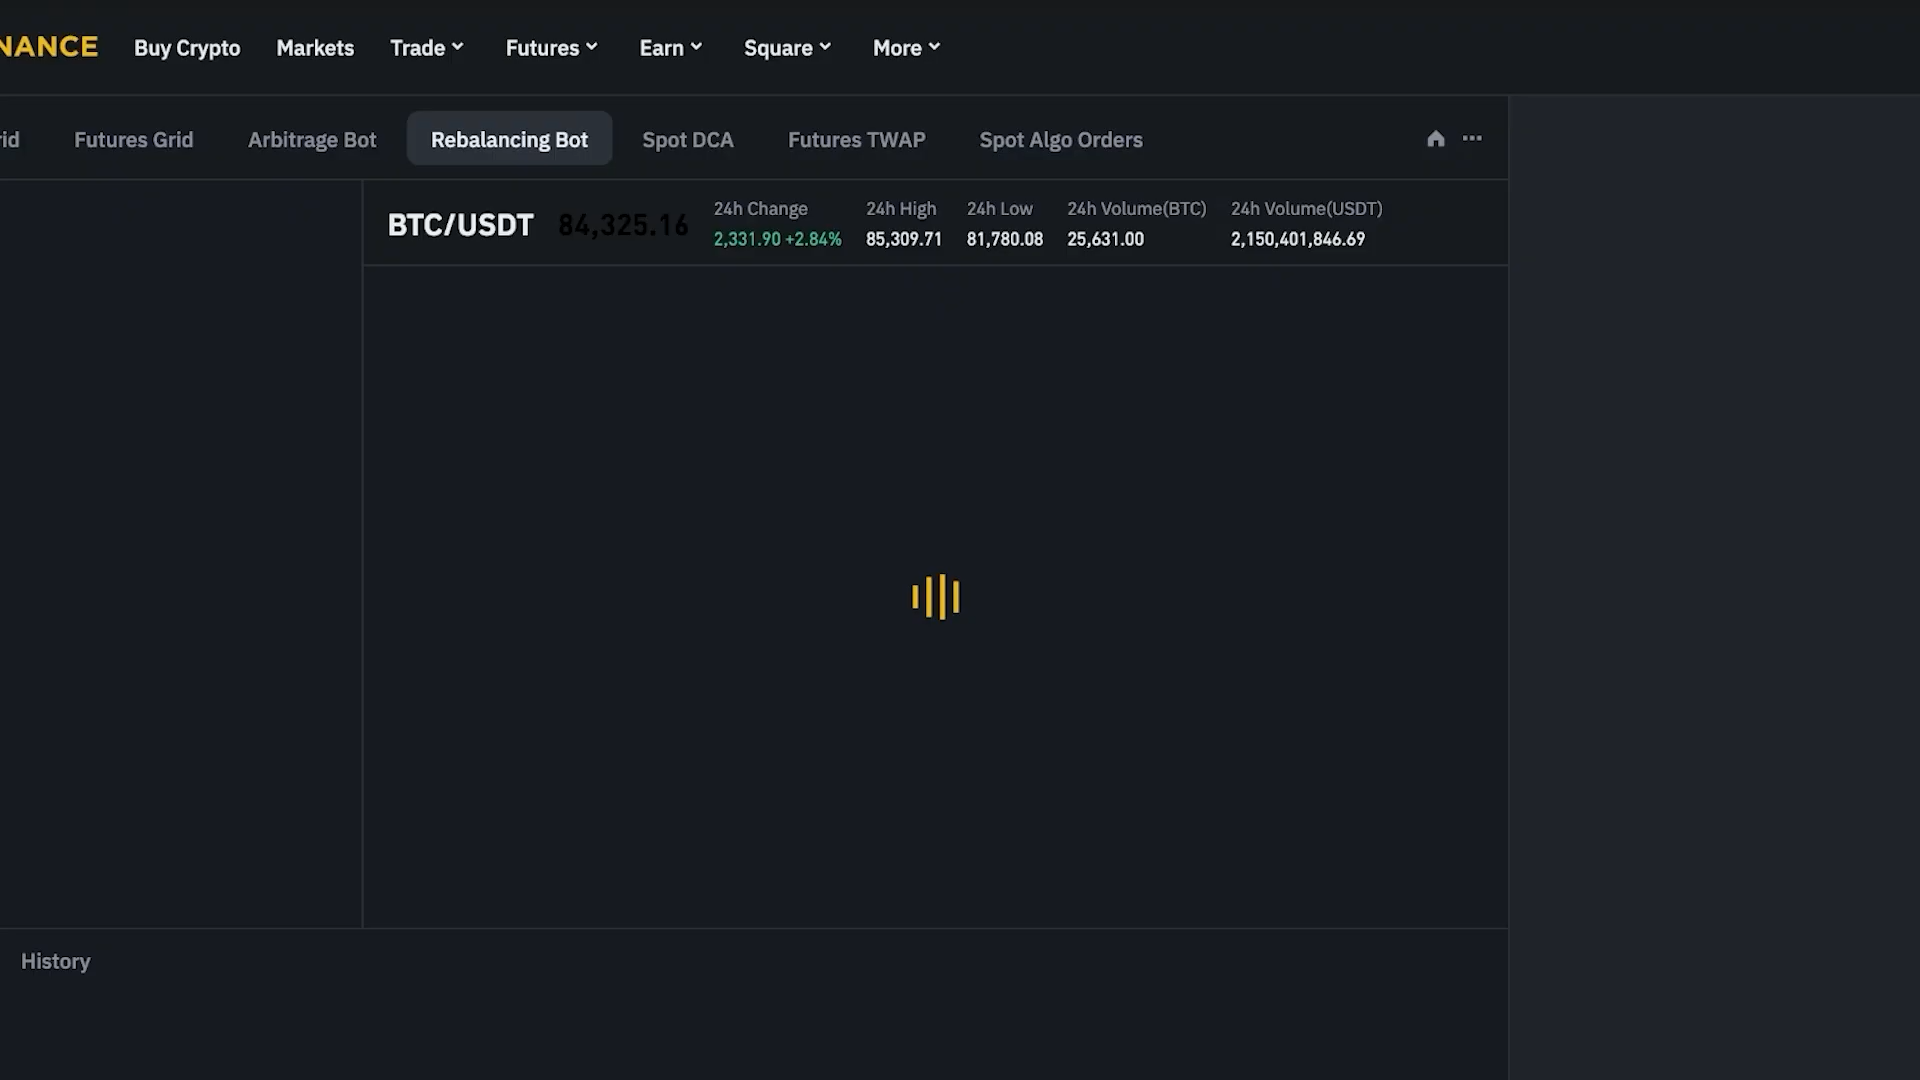 NANCE
Buy Crypto
Markets
Trade
Futures
Earn
Square
More
rid
Futures Grid
Arbitrage Bot
Rebalancing Bot
Spot DCA
Futures TWAP
Spot Algo Orders
BTC/USDT
84,325.16
24h Change
2,331.90 +2.84%
24h High
85,309.71
24h Low
81,780.08
24h Volume(BTC)
25,631.00
24h Volume(USDT)
2,150,401,846.69
History